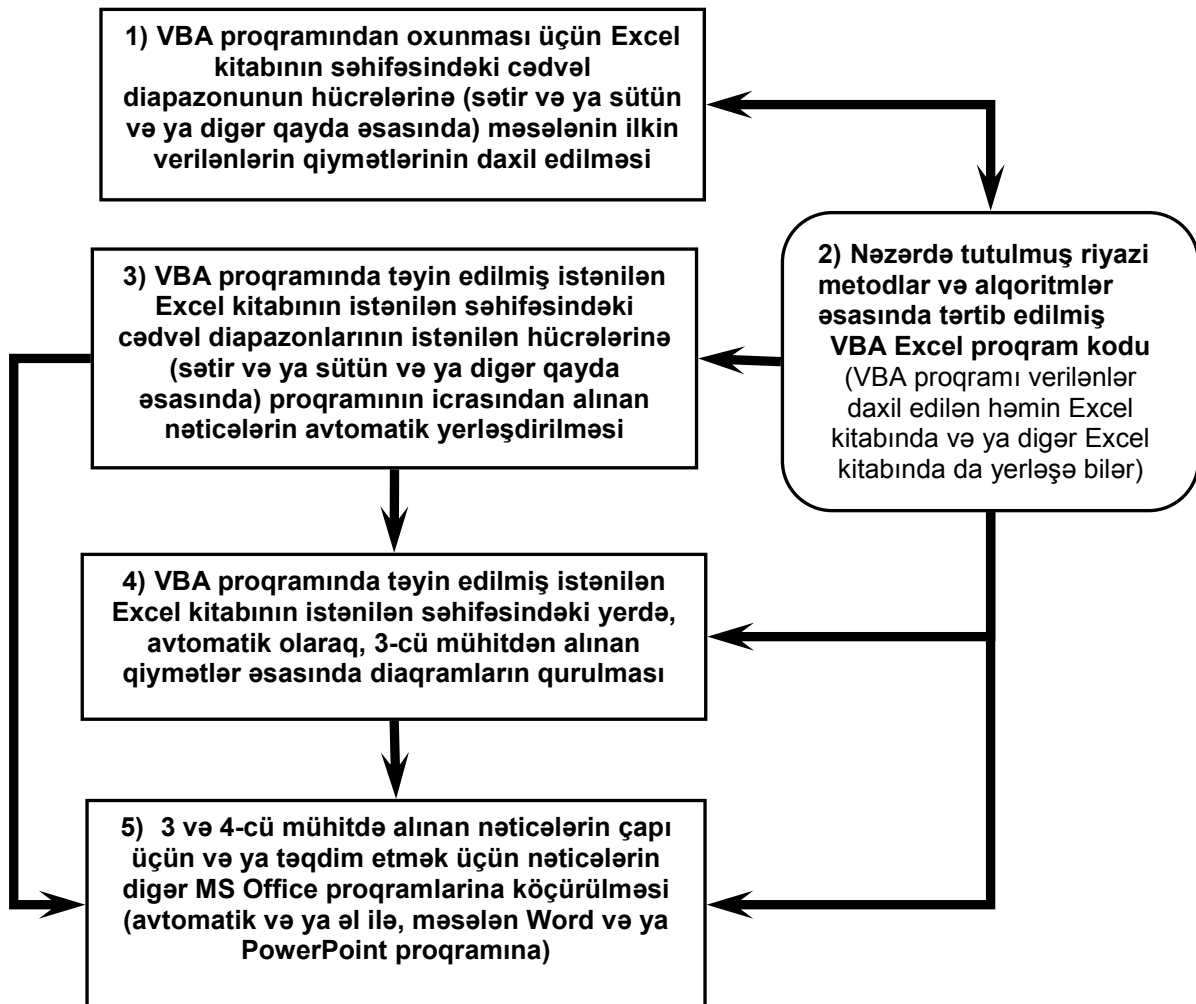 1) VBA proqramından oxunması üçün Excel
kitabının səhifəsindəki cədvəl
diapazonunun hücrələrinə (sətir və ya sütün
və ya digər qayda əsasında) məsələnin ilkin
verilənlərin qiymətlərinin daxil edilməsi
2) Nəzərdə tutulmuş riyazi
metodlar və alqoritmlər
əsasında tərtib edilmiş
VBA Excel proqram kodu
(VBA proqramı verilənlər
daxil edilən həmin Excel
kitabında və ya digər Excel
kitabında da yerləşə bilər)
3) VBA proqramında təyin edilmiş istənilən
Excel kitabının istənilən səhifəsindəki
cədvəl diapazonlarının istənilən hücrələrinə
(sətir və ya sütün və ya digər qayda
əsasında) proqramının icrasından alınan
nəticələrin avtomatik yerləşdirilməsi
4) VBA proqramında təyin edilmiş istənilən
Excel kitabının istənilən səhifəsindəki yerdə,
avtomatik olaraq, 3-cü mühitdən alınan
qiymətlər əsasında diaqramların qurulması
5) 3 və 4-cü mühitdə alınan nəticələrin çapı
üçün və ya təqdim etmək üçün nəticələrin
digər MS Office proqramlarina köçürülməsi
(avtomatik və ya əl ilə, məsələn Word və ya
PowerPoint proqramına)